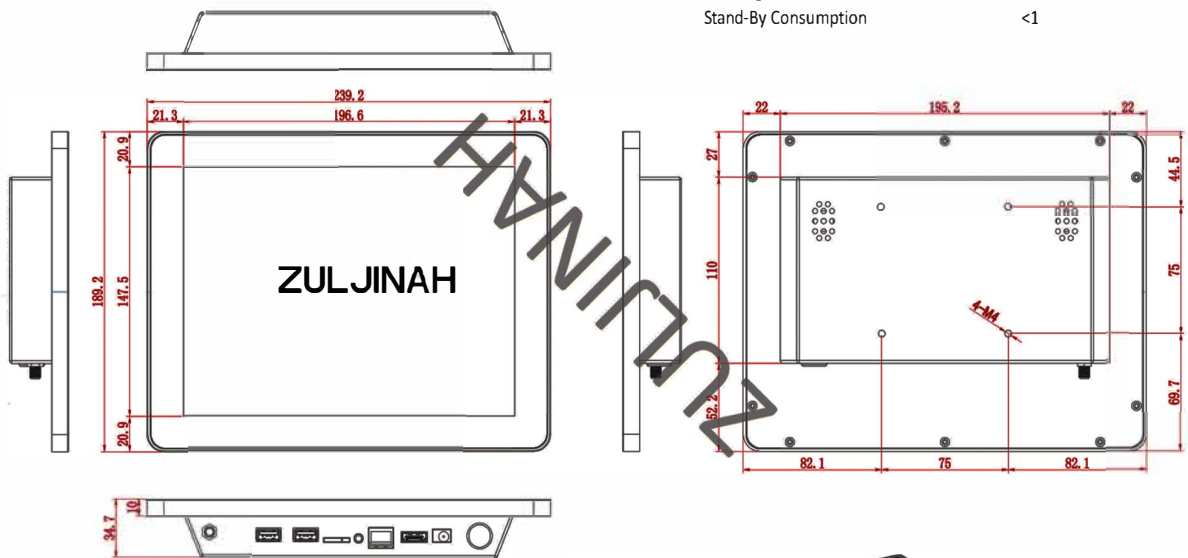 Stand-By Consumption <1
239.2
21.3 196.6 21.3
20.9
189.2
147.5
20.9
ZULJINAH
ZULJINAH
22 195.2 22
27
44.5
110
75
4-M4
52.2
69.7
82.1 75 82.1
34.7
10